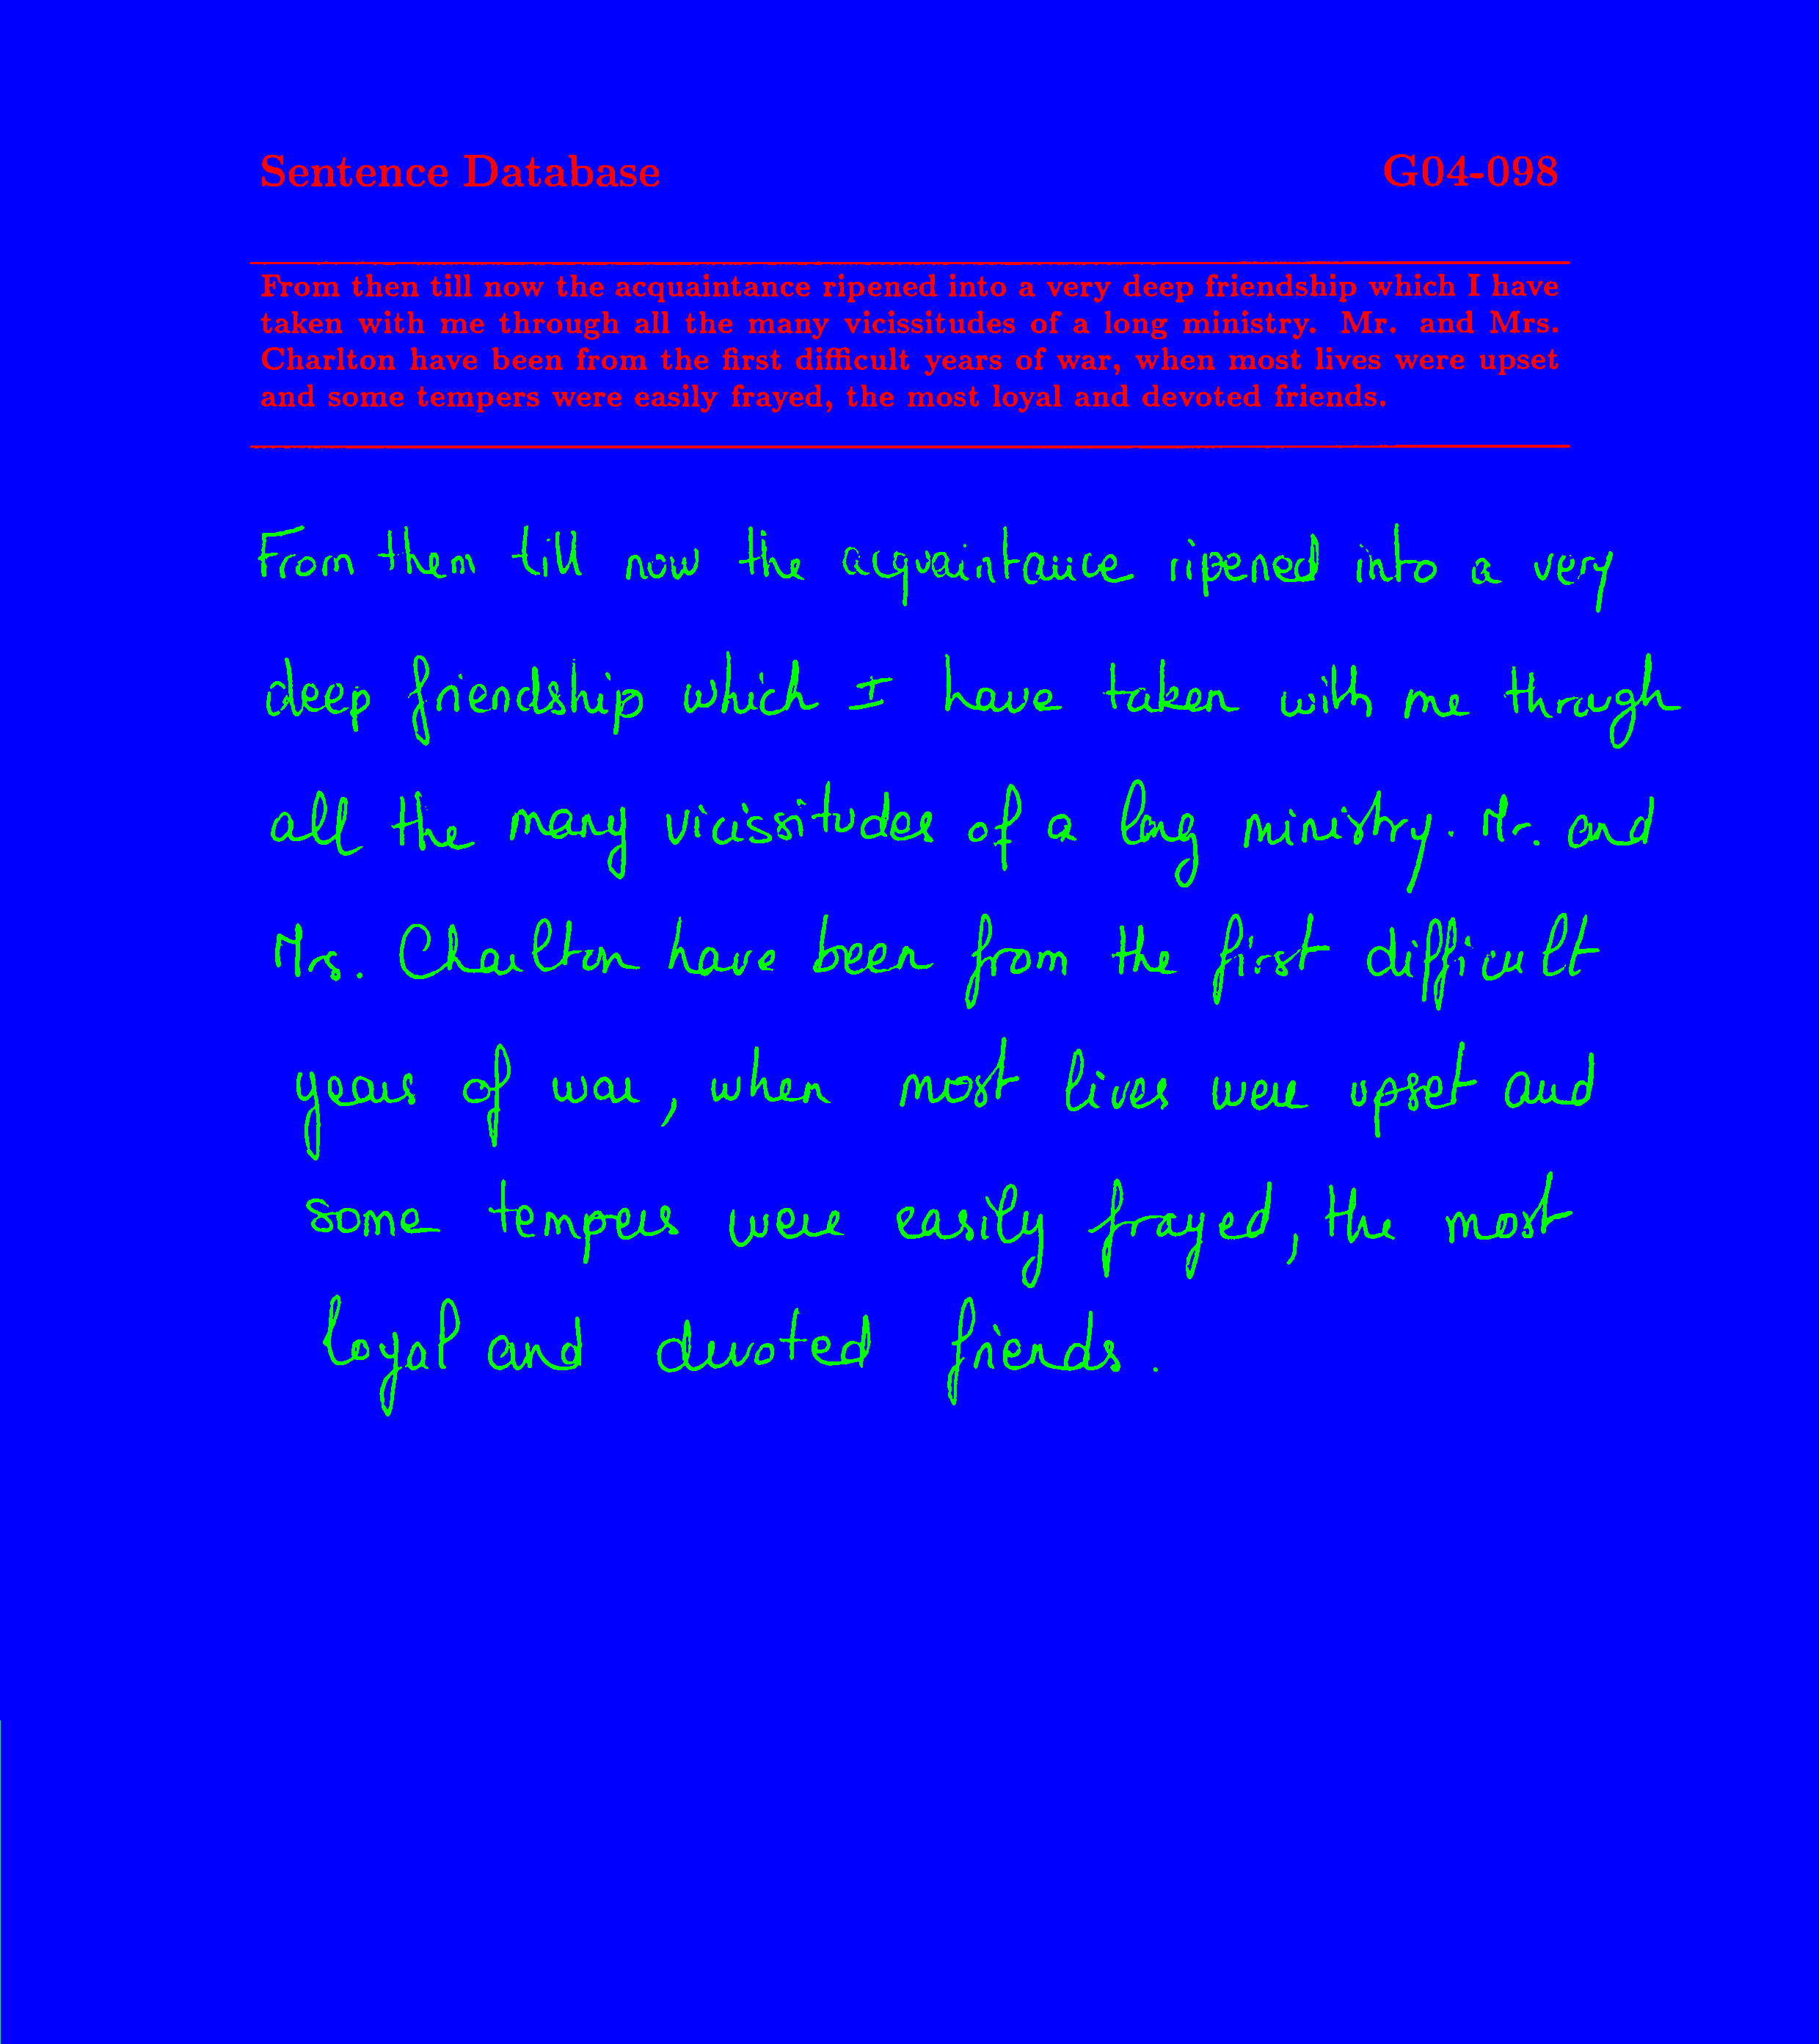 Sentence Database G04-098
From then till now the acquaintance ripened into a very deep friendship which I have
taken with me through all the many vicissitudes of a long ministry. Mr. and Mrs.
Charlton have been from the first difficult years of war, when most lives were upset
and some tempers were easily frayed, the most loyal and devoted friends.
From them till now the acquaintance ripened into a very
deep friendship which I have taken with me through
all the many vicissitudes of a long ministry. Mr. and
Mrs. Charlton have been from the first difficult
years of war, when most lives were upset and
some tempers were easily frayed, the most
loyal and devoted friends.